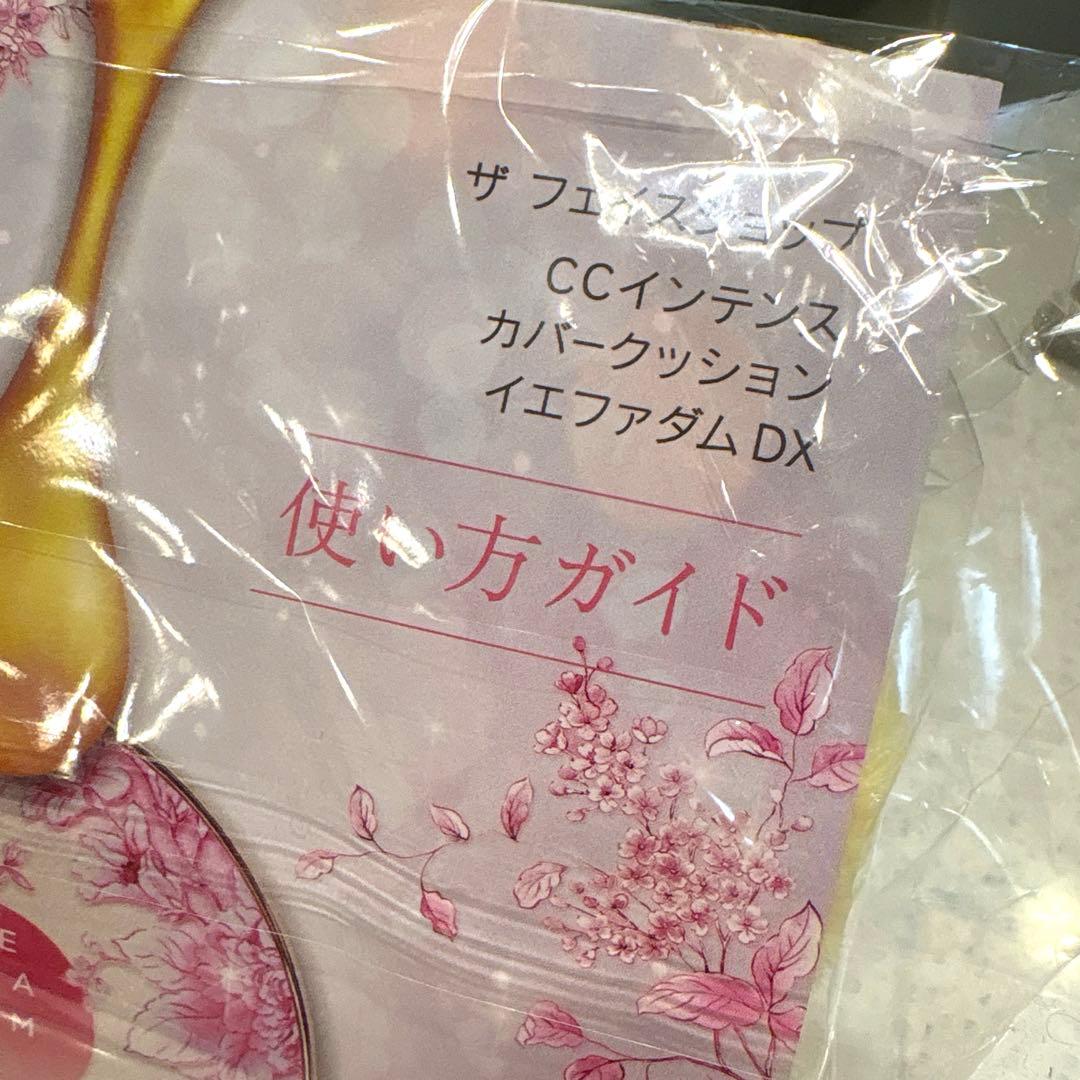 ザ フェイスショップ
CCインテンス
カバークッション
イエファダム DX
使い方ガイド
E
A
M